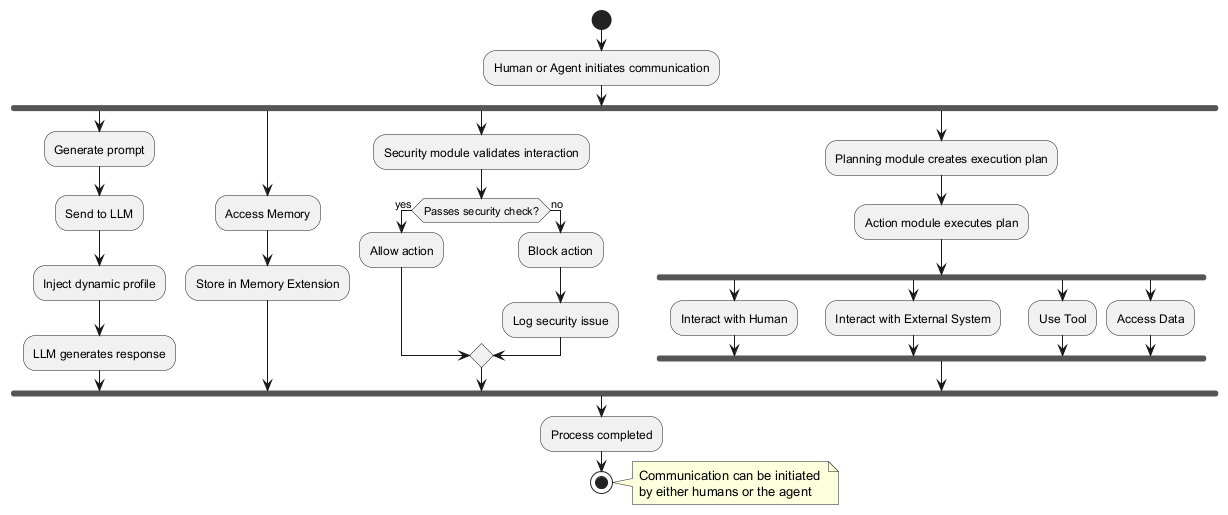 Human or Agent initiates communication
Generate prompt
Send to LLM
Inject dynamic profile
LLM generates response
Access Memory
Store in Memory Extension
Security module validates interaction
yes
Passes security check?
no
Allow action
Block action
Log security issue
Planning module creates execution plan
Action module executes plan
Interact with Human
Interact with External System
Use Tool
Access Data
Process completed
Communication can be initiated
by either humans or the agent